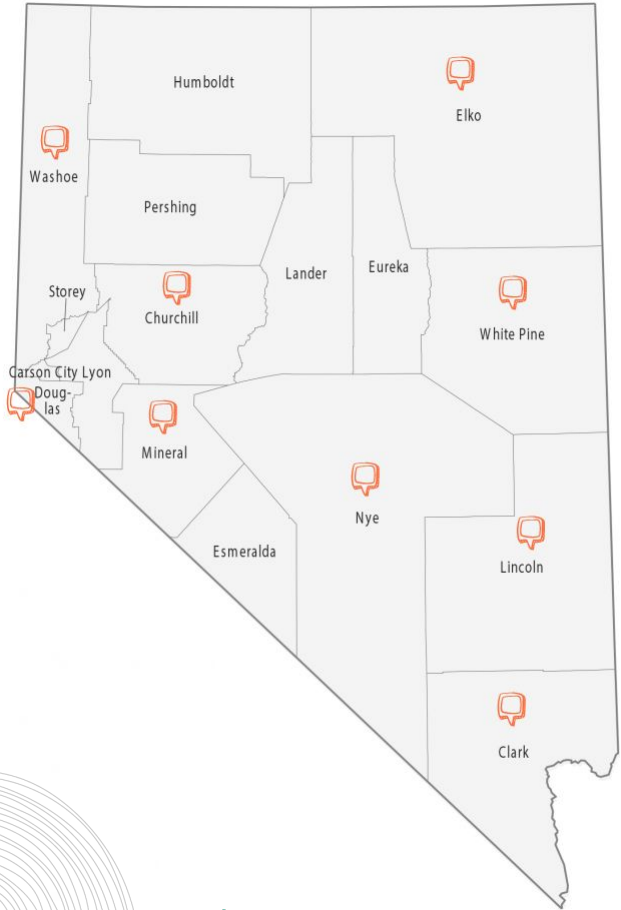 Humboldt
Elko
Washoe
Pershing
Lander
Eureka
Storey
Churchill
White Pine
Carson City Lyon
Doug-
las
Mineral
Nye
Esmeralda
Lincoln
Clark